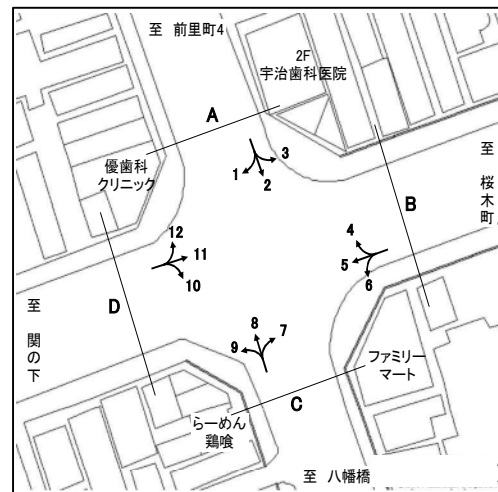 至 前里町4
2F
宇治歯科医院
A
優歯科
クリニック
3
1
2
至 桜木町
B
12
11
10
4
5
6
D
至 関の下
8
7
9
ファミリー
マート
C
らーめん
鶏喰
至 八幡橋